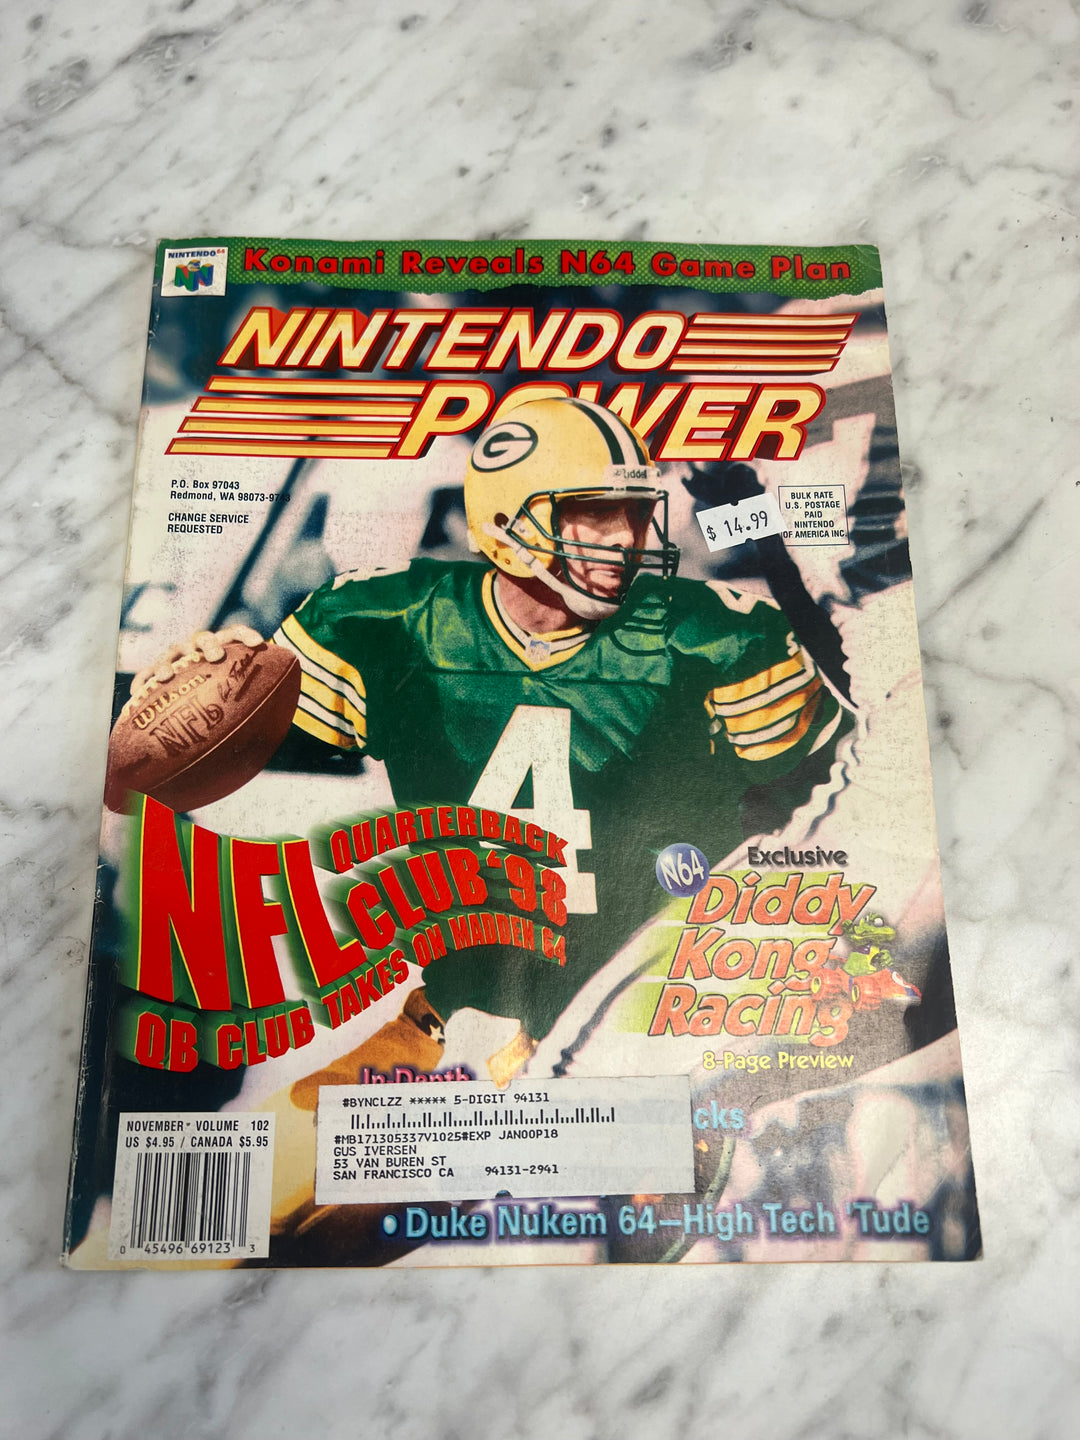 NINTENDO 64
Konami Reveals N64 Game Plan
NINTENDO
POWER
G
Riddell
P.O. Box 97043
Redmond, WA 98073-9743
CHANGE SERVICE
REQUESTED
$ 14.99
BULK RATE
U.S. POSTAGE
PAID
NINTENDO
OF AMERICA INC.
Wilson
NFL
4
NFL
QUARTERBACK
CLUB '98
QB CLUB TAKES ON MADDEN 64
N64
Exclusive
Diddy
Kong
Racing
8-Page Preview
In Depth
cks
#BYNCLZZ ***** 5-DIGIT 94131
#MB171305337V1025#EXP JAN00P18
GUS IVERSEN
53 VAN BUREN ST
SAN FRANCISCO CA 94131-2941
NOVEMBER VOLUME 102
US $4.95 / CANADA $5.95
0 45496 69123 3
• Duke Nukem 64—High Tech 'Tude